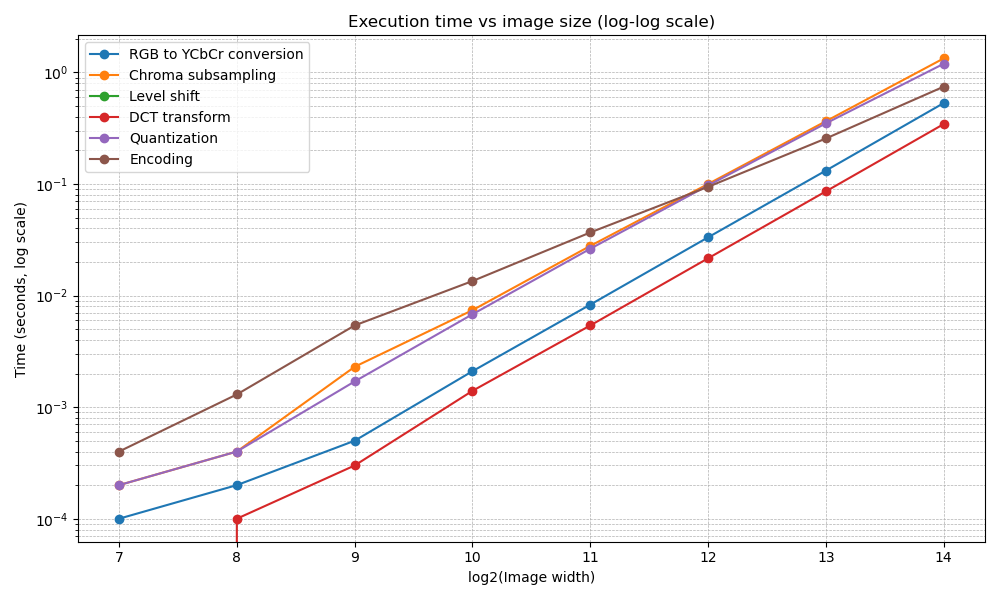 Execution time vs image size (log-log scale)
RGB to YCbCr conversion
Chroma subsampling
Level shift
DCT transform
Quantization
Encoding
Time (seconds, log scale)
10⁰
10⁻¹
10⁻²
10⁻³
10⁻⁴
7 8 9 10 11 12 13 14
log2(Image width)